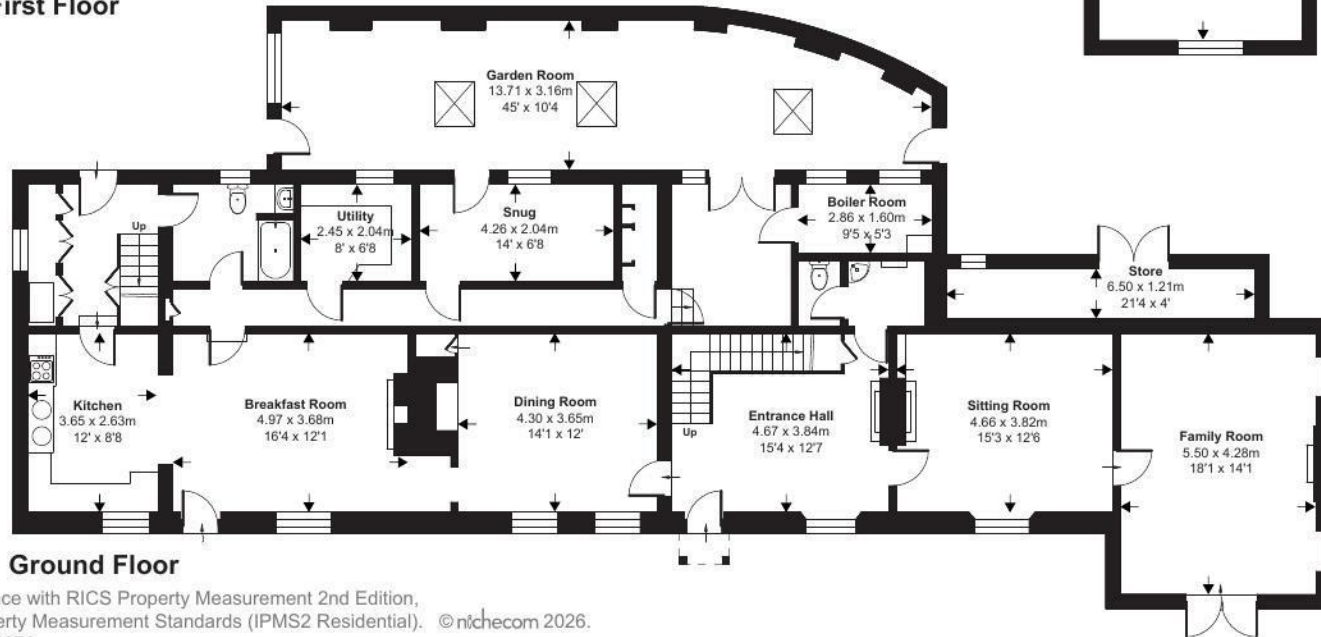 First Floor
Garden Room
13.71 x 3.16m
45' x 10'4
Up
Utility
2.45 x 2.04m
8' x 6'8
Snug
4.26 x 2.04m
14' x 6'8
Boiler Room
2.86 x 1.60m
9'5 x 5'3
Store
6.50 x 1.21m
21'4 x 4'
Kitchen
3.65 x 2.63m
12' x 8'8
Breakfast Room
4.97 x 3.68m
16'4 x 12'1
Dining Room
4.30 x 3.65m
14'1 x 12'
Up
Entrance Hall
4.67 x 3.84m
15'4 x 12'7
Sitting Room
4.66 x 3.82m
15'3 x 12'6
Family Room
5.50 x 4.28m
18'1 x 14'1
Ground Floor
with RICS Property Measurement 2nd Edition,
Measurement Standards (IPMS2 Residential). © nichecom 2026.